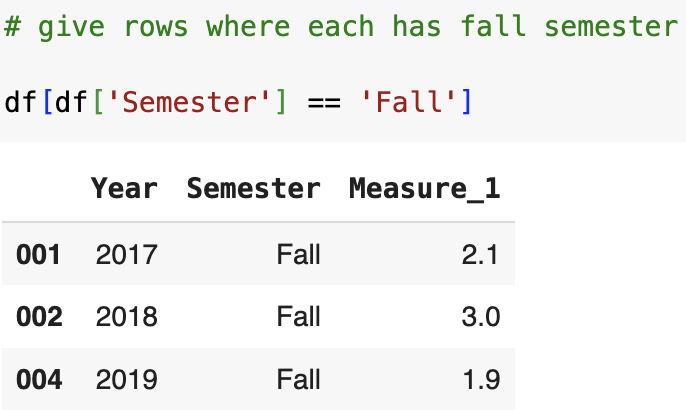 # give rows where each has fall semester
df[df['Semester'] == 'Fall']
Year Semester Measure_1
001 2017 Fall 2.1
002 2018 Fall 3.0
004 2019 Fall 1.9